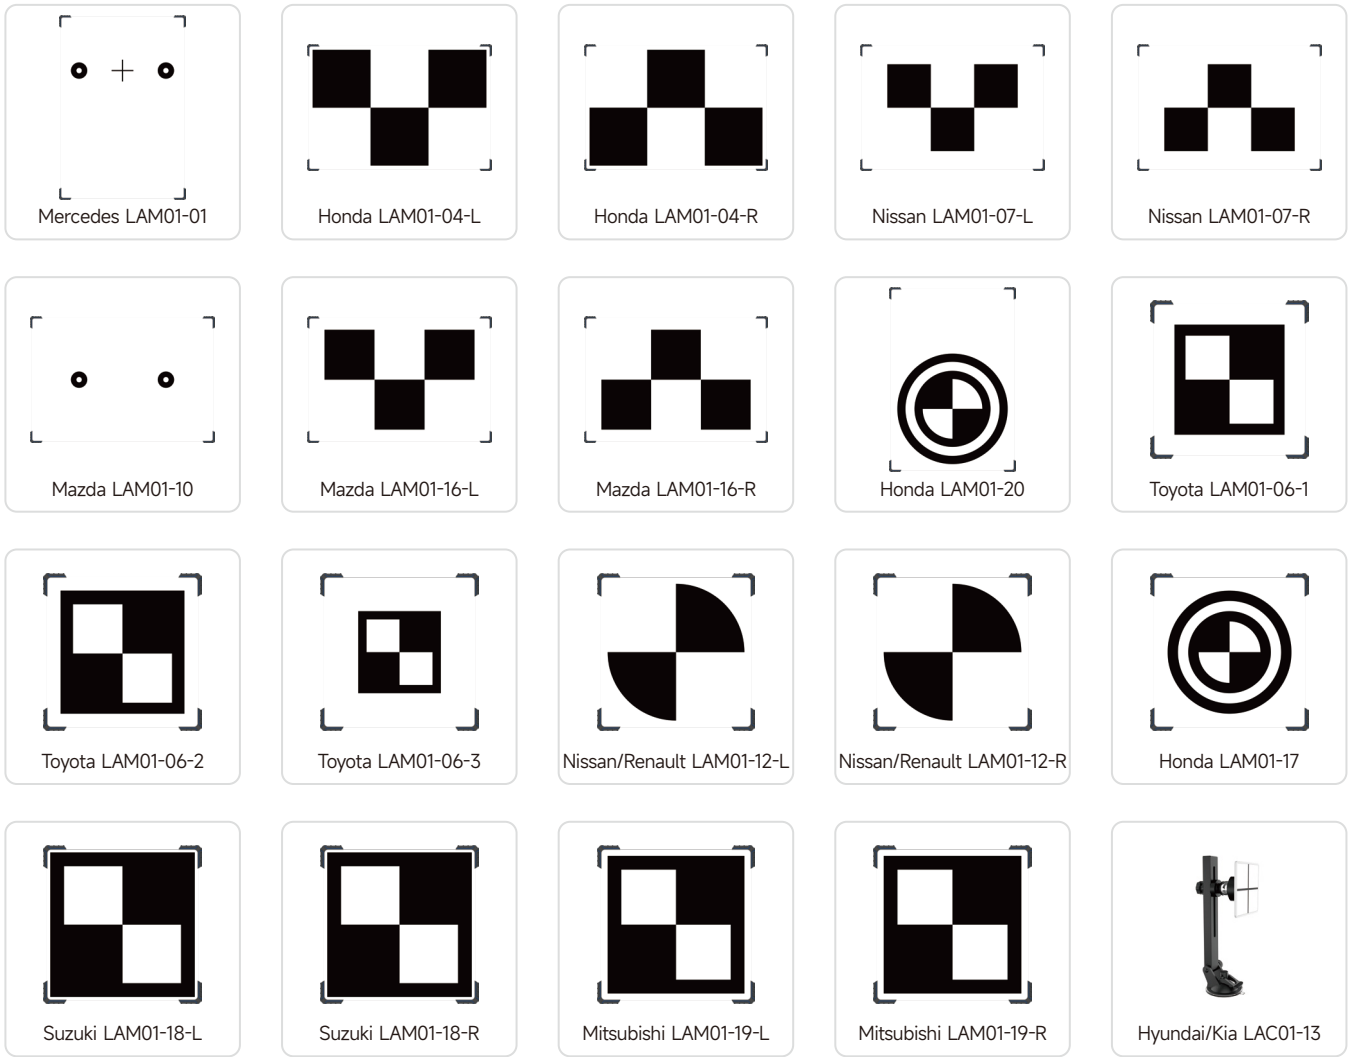 Mercedes LAM01-01
Honda LAM01-04-L
Honda LAM01-04-R
Nissan LAM01-07-L
Nissan LAM01-07-R
Mazda LAM01-10
Mazda LAM01-16-L
Mazda LAM01-16-R
Honda LAM01-20
Toyota LAM01-06-1
Toyota LAM01-06-2
Toyota LAM01-06-3
Nissan/Renault LAM01-12-L
Nissan/Renault LAM01-12-R
Honda LAM01-17
Suzuki LAM01-18-L
Suzuki LAM01-18-R
Mitsubishi LAM01-19-L
Mitsubishi LAM01-19-R
Hyundai/Kia LAC01-13